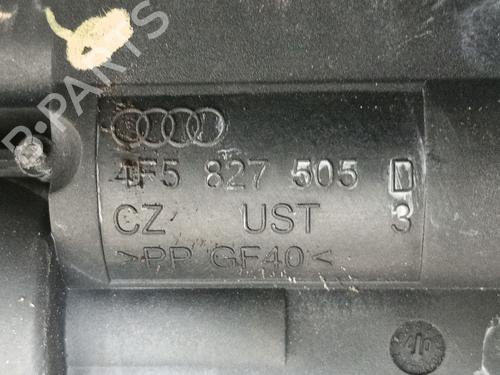 B-PARTS
4F5 827 505 D
CZ UST 3
>PP GF40<